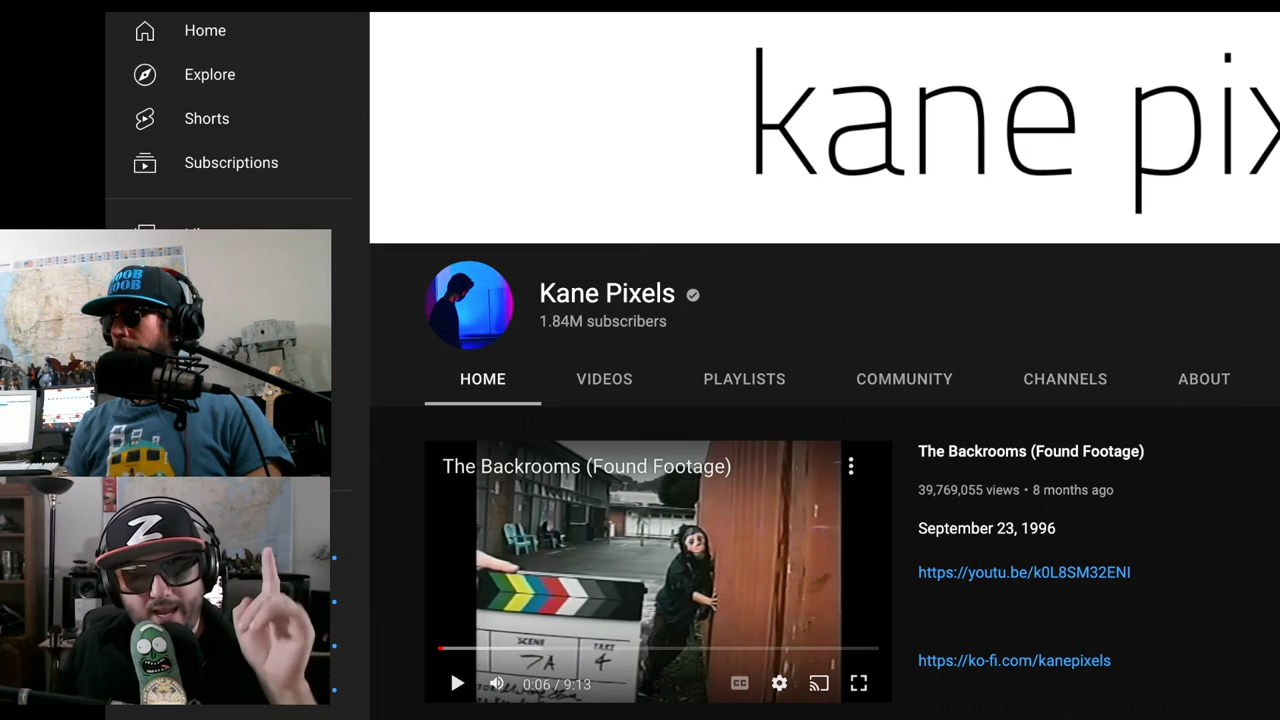 Home
Explore
Shorts
Subscriptions
kane pix
Kane Pixels
1.84M subscribers
HOME
VIDEOS
PLAYLISTS
COMMUNITY
CHANNELS
ABOUT
The Backrooms (Found Footage)
SCENE
TAKE
7A
4
0:06 / 9:13
CC
The Backrooms (Found Footage)
39,769,055 views • 8 months ago
September 23, 1996
https://youtu.be/k0L8SM32ENI
https://ko-fi.com/kanepixels
Z